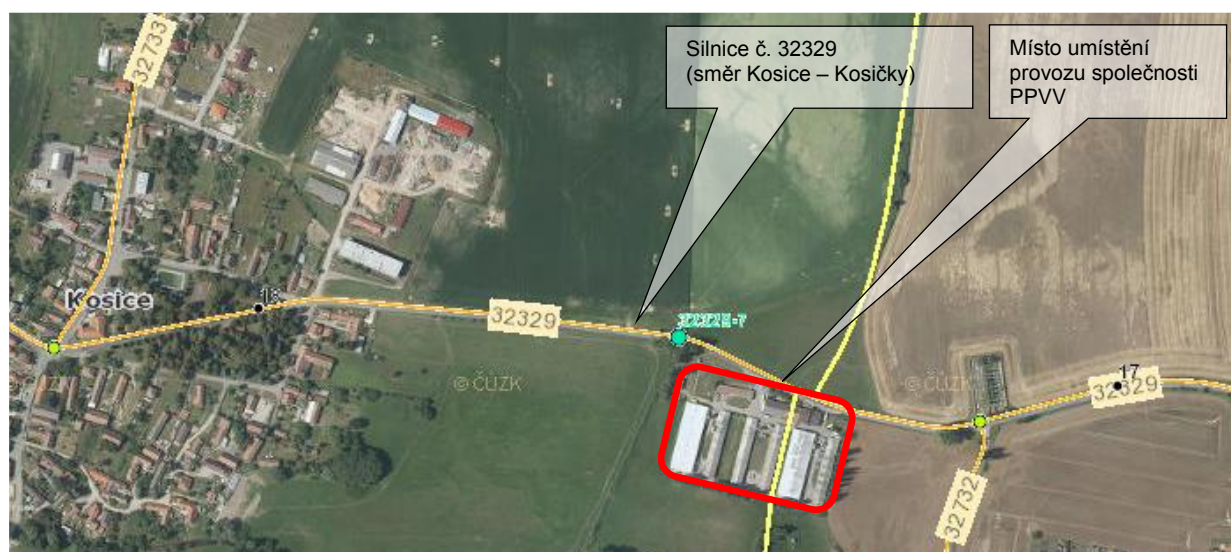 32733
Silnice č. 32329
(směr Kosice – Kosičky)
Místo umístění
provozu společnosti
PPVV
Kosice
32329
© ČÚZK
© ČÚZK
17
32329
32732